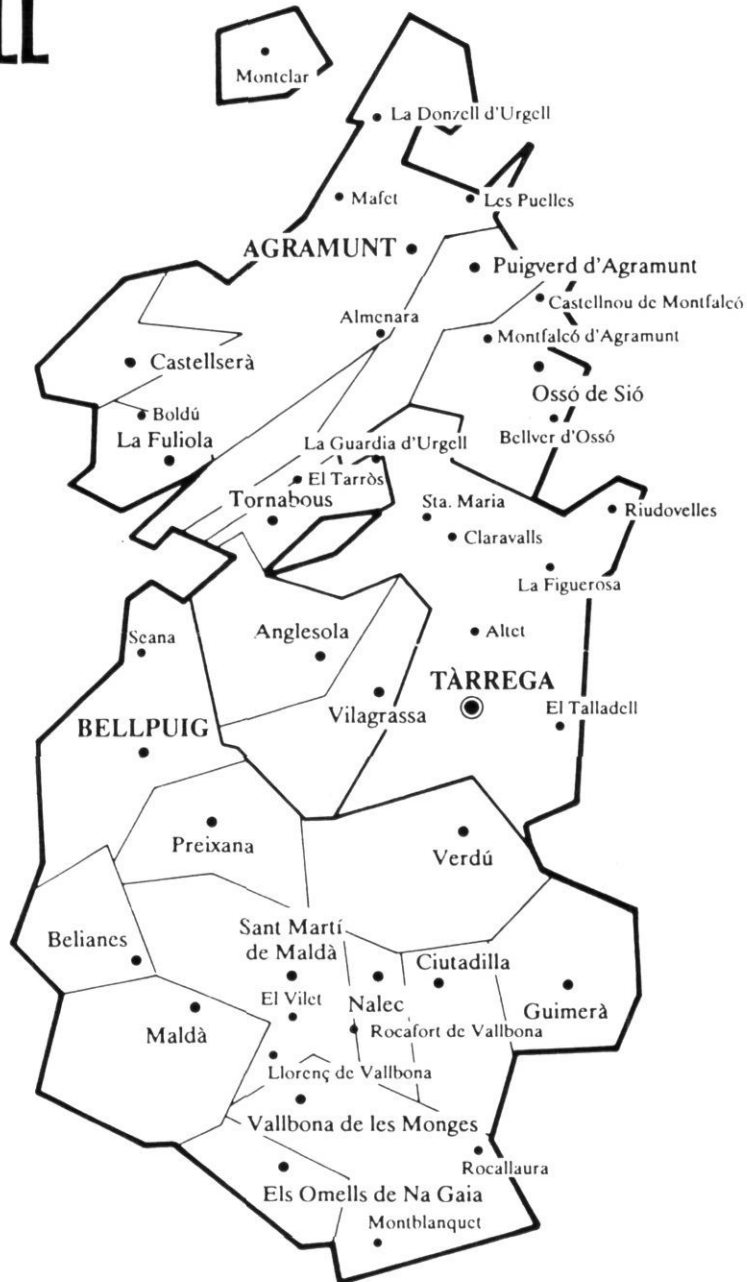 LL
Montclar
La Donzell d'Urgell
Mafet
Les Puelles
AGRAMUNT
Puigverd d'Agramunt
Castellnou de Montfalcó
Almenara
Montfalcó d'Agramunt
Castellserà
Ossó de Sió
Boldú
La Fuliola
Bellver d'Ossó
La Guardia d'Urgell
El Tarròs
Tornabous
Sta. Maria
Riudovelles
Claravalls
La Figuerosa
Seana
Anglesola
Altet
TÀRREGA
Vilagrassa
El Talladell
BELLPUIG
Preixana
Verdú
Sant Martí
de Maldà
Belianes
Ciutadilla
El Vilet
Nalec
Guimerà
Maldà
Rocafort de Vallbona
Llorenç de Vallbona
Vallbona de les Monges
Rocallaura
Els Omells de Na Gaia
Montblanquet